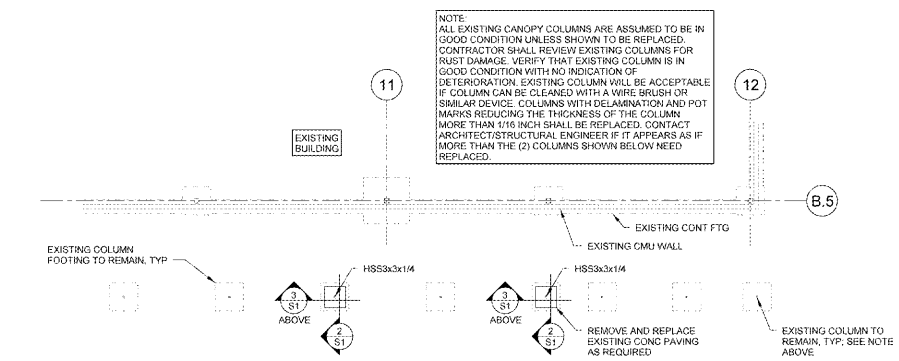 NOTE:
ALL EXISTING CANOPY COLUMNS ARE ASSUMED TO BE IN
GOOD CONDITION UNLESS SHOWN TO BE REPLACED.
CONTRACTOR SHALL REVIEW EXISTING COLUMNS FOR
RUST DAMAGE. VERIFY THAT EXISTING COLUMN IS IN
GOOD CONDITION WITH NO INDICATION OF
DETERIORATION. EXISTING COLUMN WILL BE ACCEPTABLE
IF COLUMN CAN BE CLEANED WITH A WIRE BRUSH OR
SIMILAR DEVICE. COLUMNS WITH DELAMINATION AND POT
MARKS REDUCING THE THICKNESS OF THE COLUMN
MORE THAN 1/16 INCH SHALL BE REPLACED. CONTACT
ARCHITECT/STRUCTURAL ENGINEER IF IT APPEARS AS IF
MORE THAN THE (2) COLUMNS SHOWN BELOW NEED
REPLACED.
11
12
EXISTING
BUILDING
B.5
EXISTING CONT FTG
EXISTING CMU WALL
EXISTING COLUMN
FOOTING TO REMAIN, TYP
HSS3x3x1/4
HSS3x3x1/4
3
S1
ABOVE
2
S1
3
S1
ABOVE
2
S1
REMOVE AND REPLACE
EXISTING CONC PAVING
AS REQUIRED
EXISTING COLUMN TO
REMAIN, TYP; SEE NOTE
ABOVE